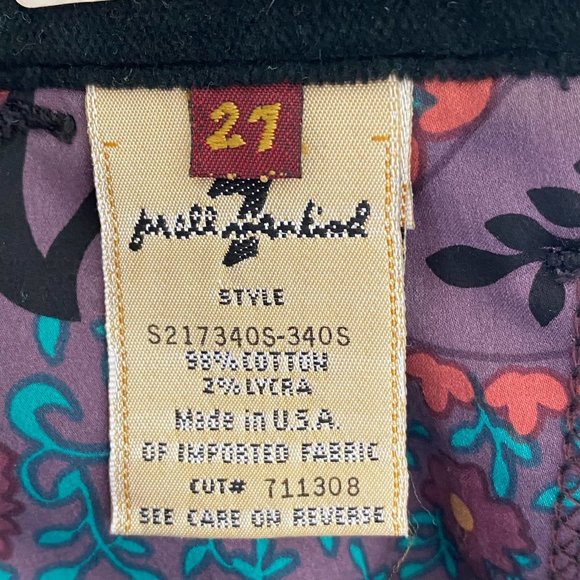 27
7
for all mankind
STYLE
S217340S-340S
98% COTTON
2% LYCRA
Made in U.S.A.
OF IMPORTED FABRIC
CUT# 711308
SEE CARE ON REVERSE